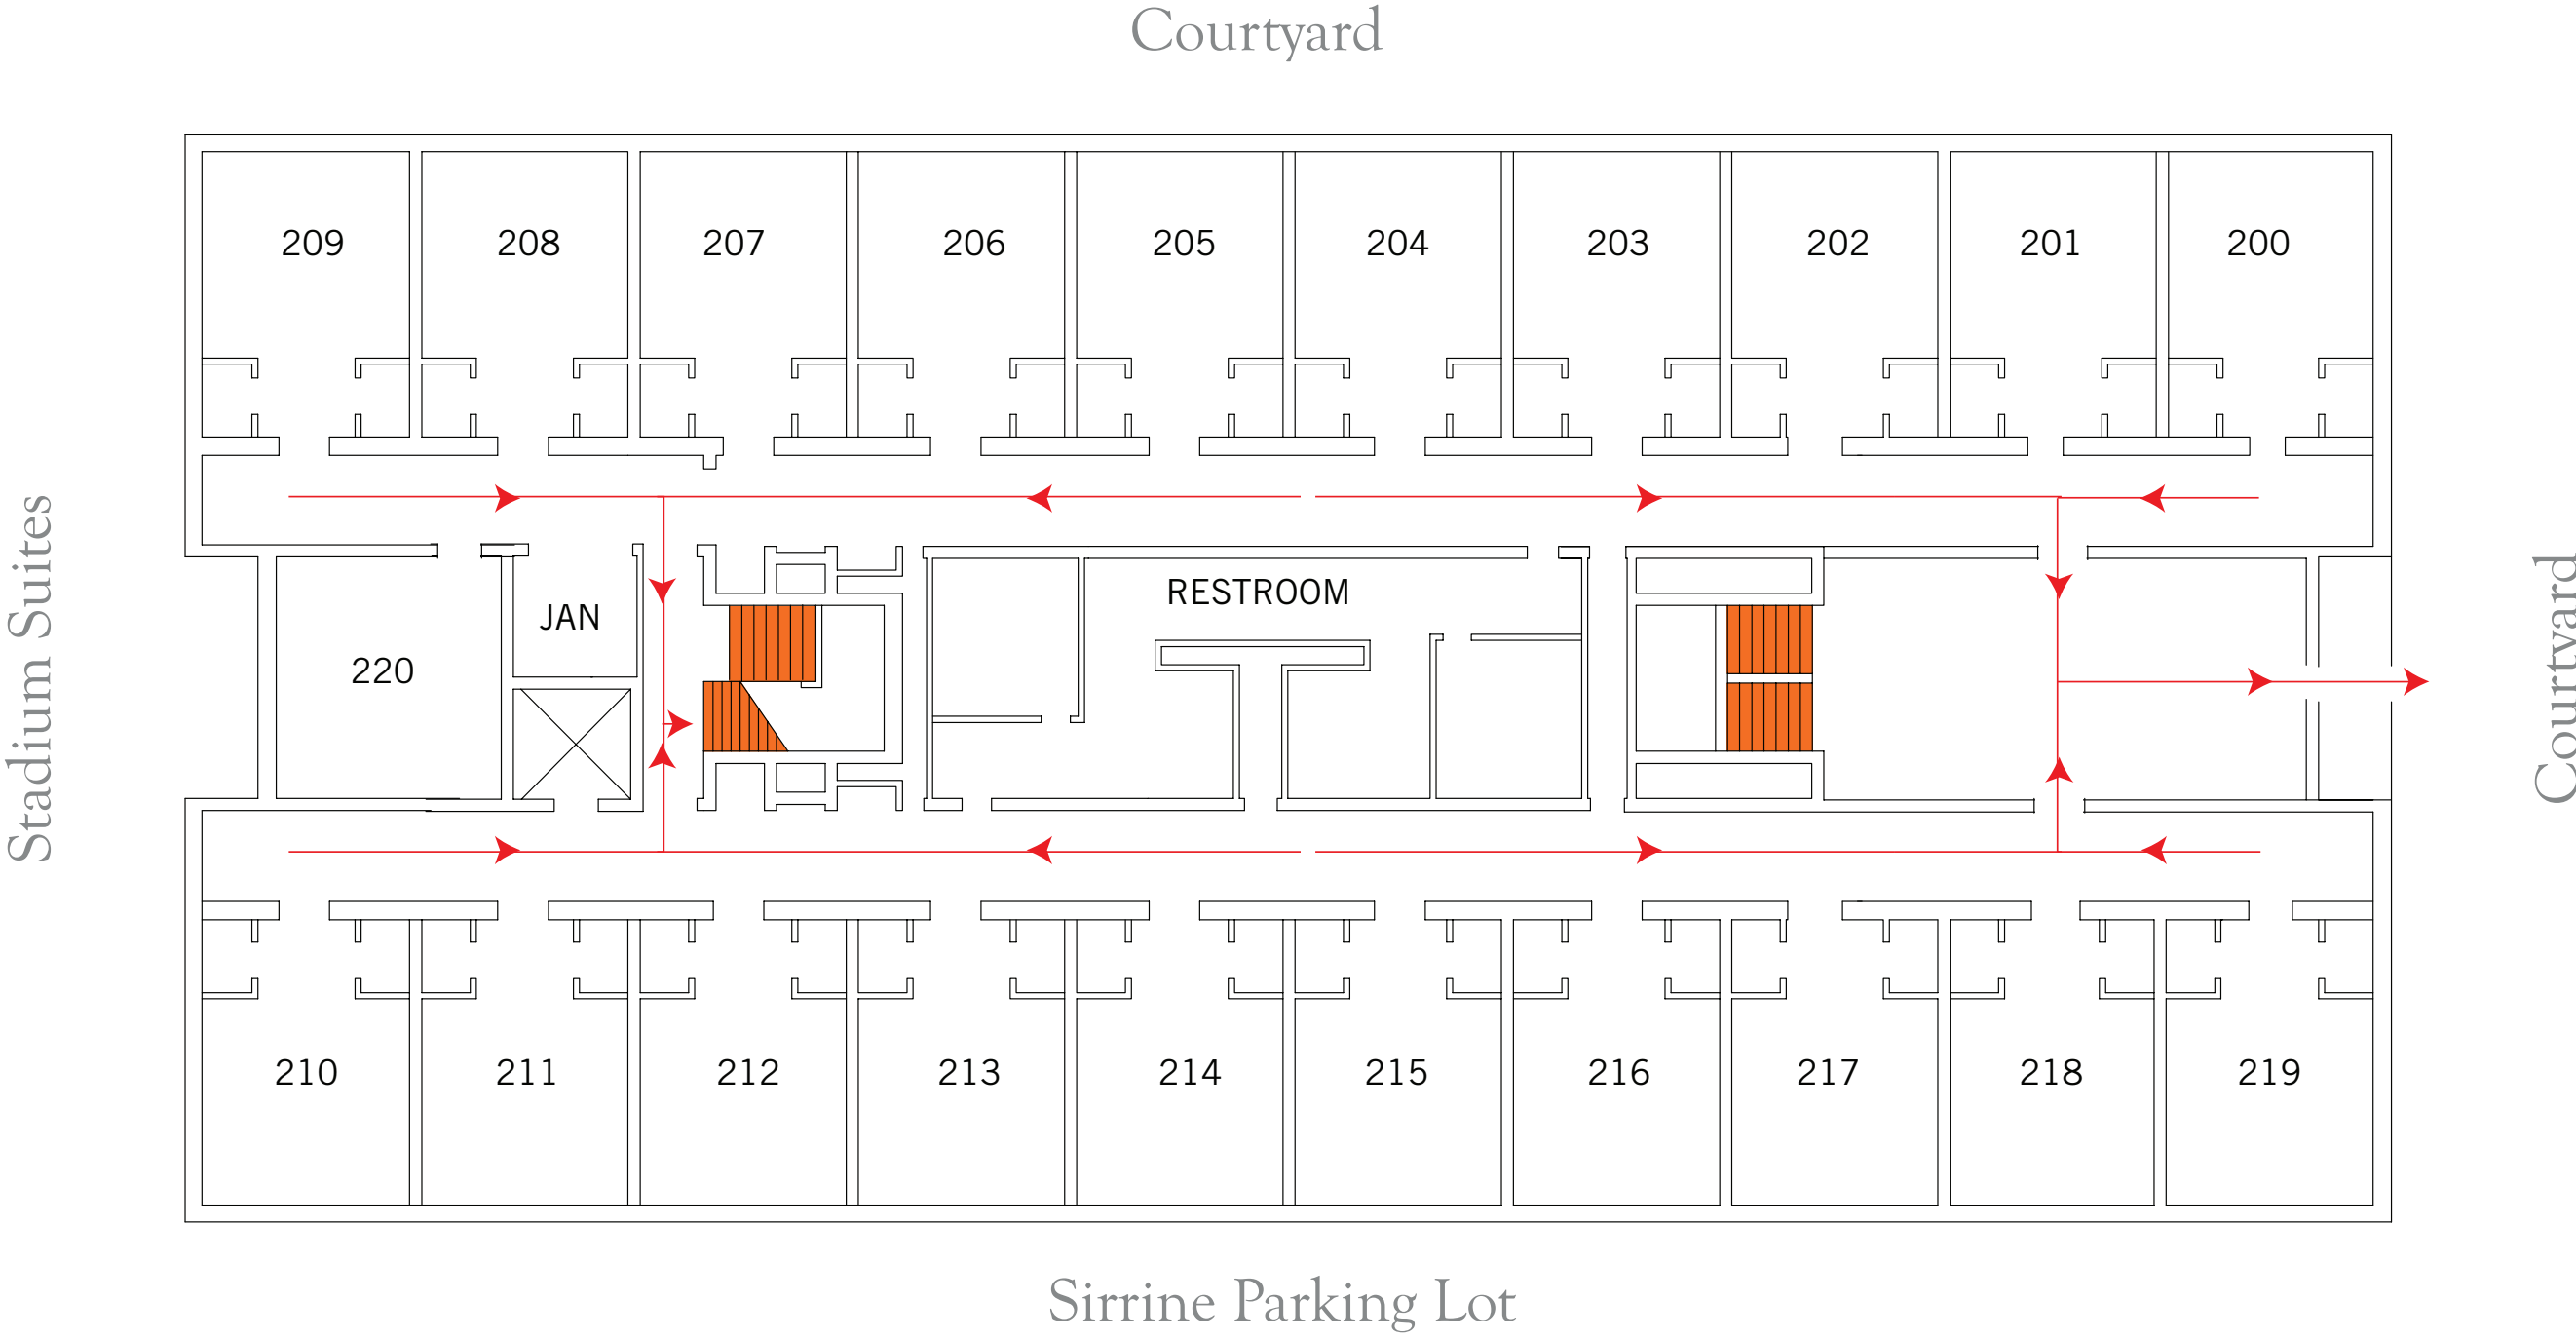 Courtyard
209 208 207 206 205 204 203 202 201 200
Stadium Suites
JAN
RESTROOM
220
Courtyard
210 211 212 213 214 215 216 217 218 219
Sirrine Parking Lot